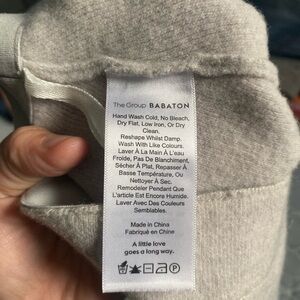 The Group BABATON
Hand Wash Cold, No Bleach,
Dry Flat, Low Iron, Or Dry
Clean.
Reshape Whilst Damp.
Wash With Like Colours.
Laver À La Main À L'eau
Froide, Pas De Blanchiment,
Sécher À Plat, Repasser À
Basse Température, Ou
Nettoyer À Sec.
Remodeler Pendant Que
L'article Est Encore Humide.
Laver Avec Des Couleurs
Semblables.
Made in China
Fabriqué en Chine
A little love
goes a long way.